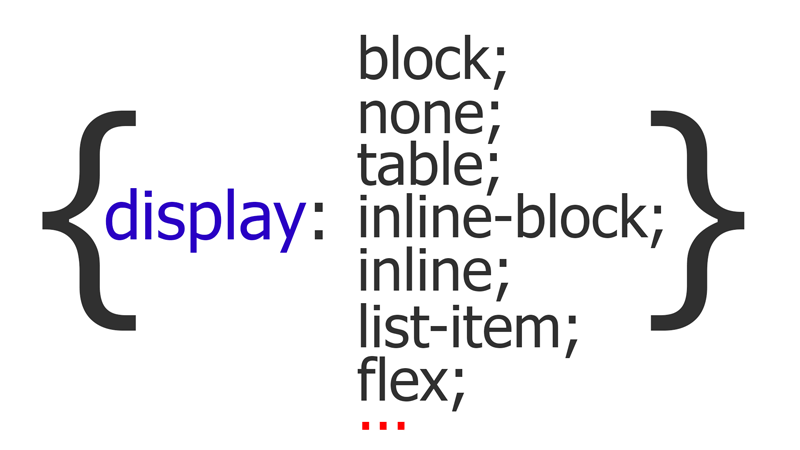 block;
none;
table;
{ display: inline-block; }
inline;
list-item;
flex;
...